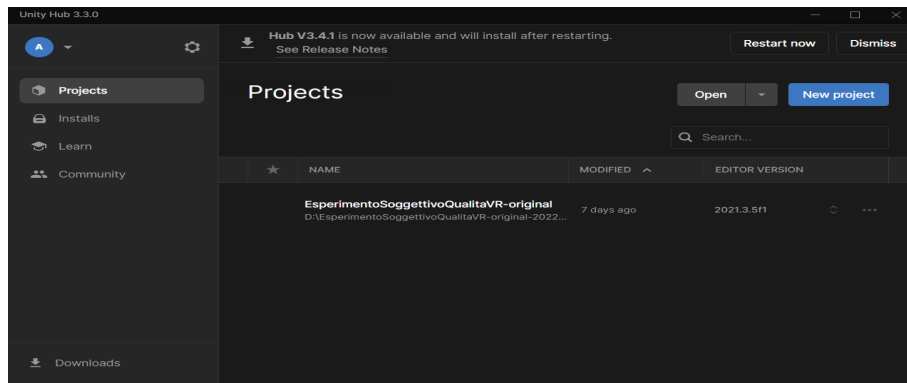 Unity Hub 3.3.0
A
Hub V3.4.1 is now available and will install after restarting.
See Release Notes
Restart now
Dismiss
Projects
Installs
Learn
Community
Downloads
Projects
Open
New project
Search...
NAME
MODIFIED
EDITOR VERSION
EsperimentoSoggettivoQualitaVR-original
D:\EsperimentoSoggettivoQualitaVR-original-2022...
7 days ago
2021.3.5f1